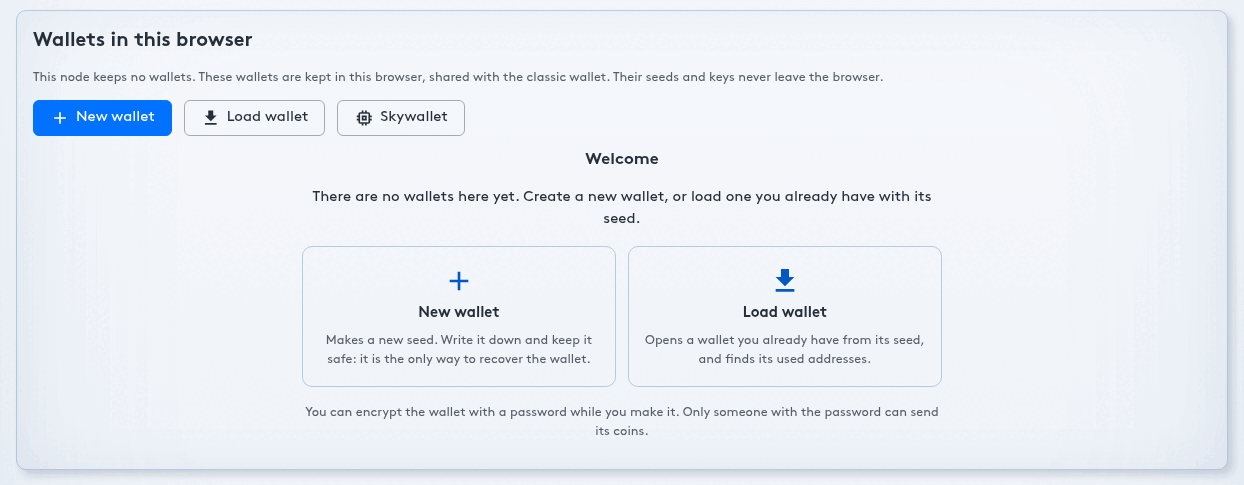 Wallets in this browser
This node keeps no wallets. These wallets are kept in this browser, shared with the classic wallet. Their seeds and keys never leave the browser.
New wallet
Load wallet
Skywallet
Welcome
There are no wallets here yet. Create a new wallet, or load one you already have with its
seed.
New wallet
Makes a new seed. Write it down and keep it
safe: it is the only way to recover the wallet.
Load wallet
Opens a wallet you already have from its seed,
and finds its used addresses.
You can encrypt the wallet with a password while you make it. Only someone with the password can send
its coins.